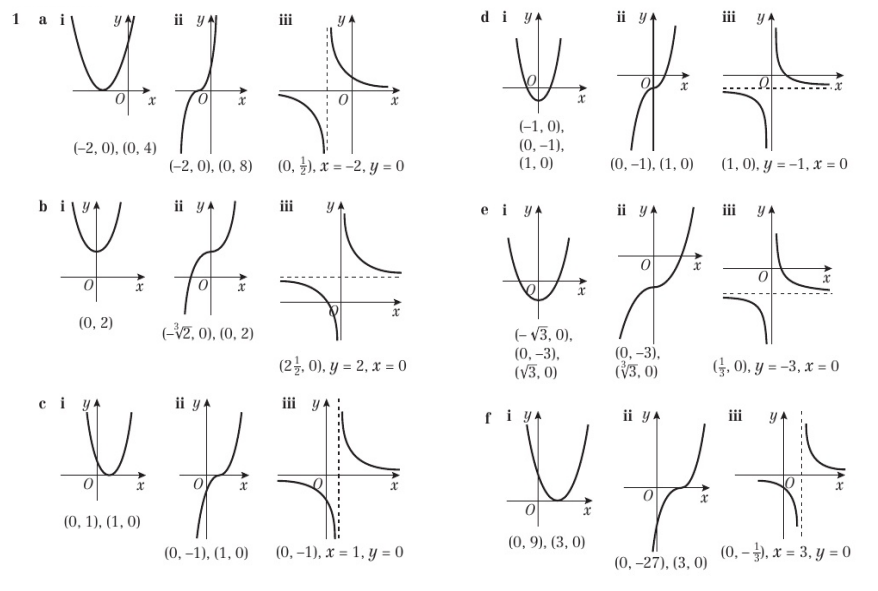 1 a i y O x (-2, 0), (0, 4)
ii y O x (-2, 0), (0, 8)
iii y O x (0, 1/2), x = -2, y = 0
b i y O x (0, 2)
ii y O x (-∛2, 0), (0, 2)
iii y O x (2 1/2, 0), y = 2, x = 0
c i y O x (0, 1), (1, 0)
ii y O x (0, -1), (1, 0)
iii y O x (0, -1), x = 1, y = 0
d i y O x
(-1, 0),
(0, -1),
(1, 0)
ii y O x (0, -1), (1, 0)
iii y O x (1, 0), y = -1, x = 0
e i y O x
(- √3, 0),
(0, -3),
(√3, 0)
ii y O x
(0, -3),
(∛3, 0)
iii y O x (1/3, 0), y = -3, x = 0
f i y O x (0, 9), (3, 0)
ii y O x (0, -27), (3, 0)
iii y O x (0, - 1/3), x = 3, y = 0